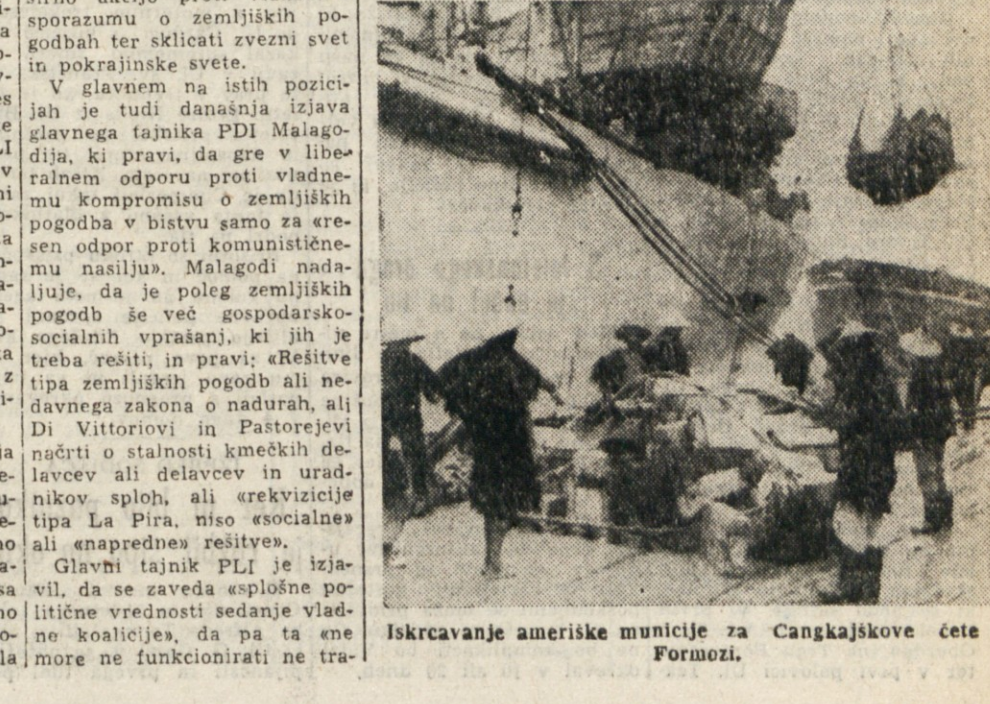 sporazumu o zemljiških po-
godbah ter sklicati zvezni svet
in pokrajinske svete.
V glavnem na istih pozici-
jah je tudi današnja izjava
glavnega tajnika PDI Malago-
dija, ki pravi, da gre v libe-
ralnem odporu proti vladne-
mu kompromisu o zemljiških
pogodba v bistvu samo za «re-
sen odpor proti komunistične-
mu nasilju». Malagodi nada-
ljuje, da je poleg zemljiških
pogodb še več gospodarsko-
socialnih vprašanj, ki jih je
treba rešiti, in pravi: «Rešitve
tipa zemljiških pogodb ali ne-
davnega zakona o nadurah, ali
Di Vittoriovi in Pastorejevi
načrti o stalnosti kmečkih de-
lavcev ali delavcev in urad-
nikov sploh, ali «rekvizicije
tipa La Pira, niso «socialne»
ali «napredne» rešitve».
Glavni tajnik PLI je izja-
vil, da se zaveda «splošne po-
litične vrednosti sedanje vlad-
ne koalicije», da pa ta «ne
more ne funkcionirati ne tra-
Iskrcavanje ameriške municije za Cangkajškove čete
Formozi.